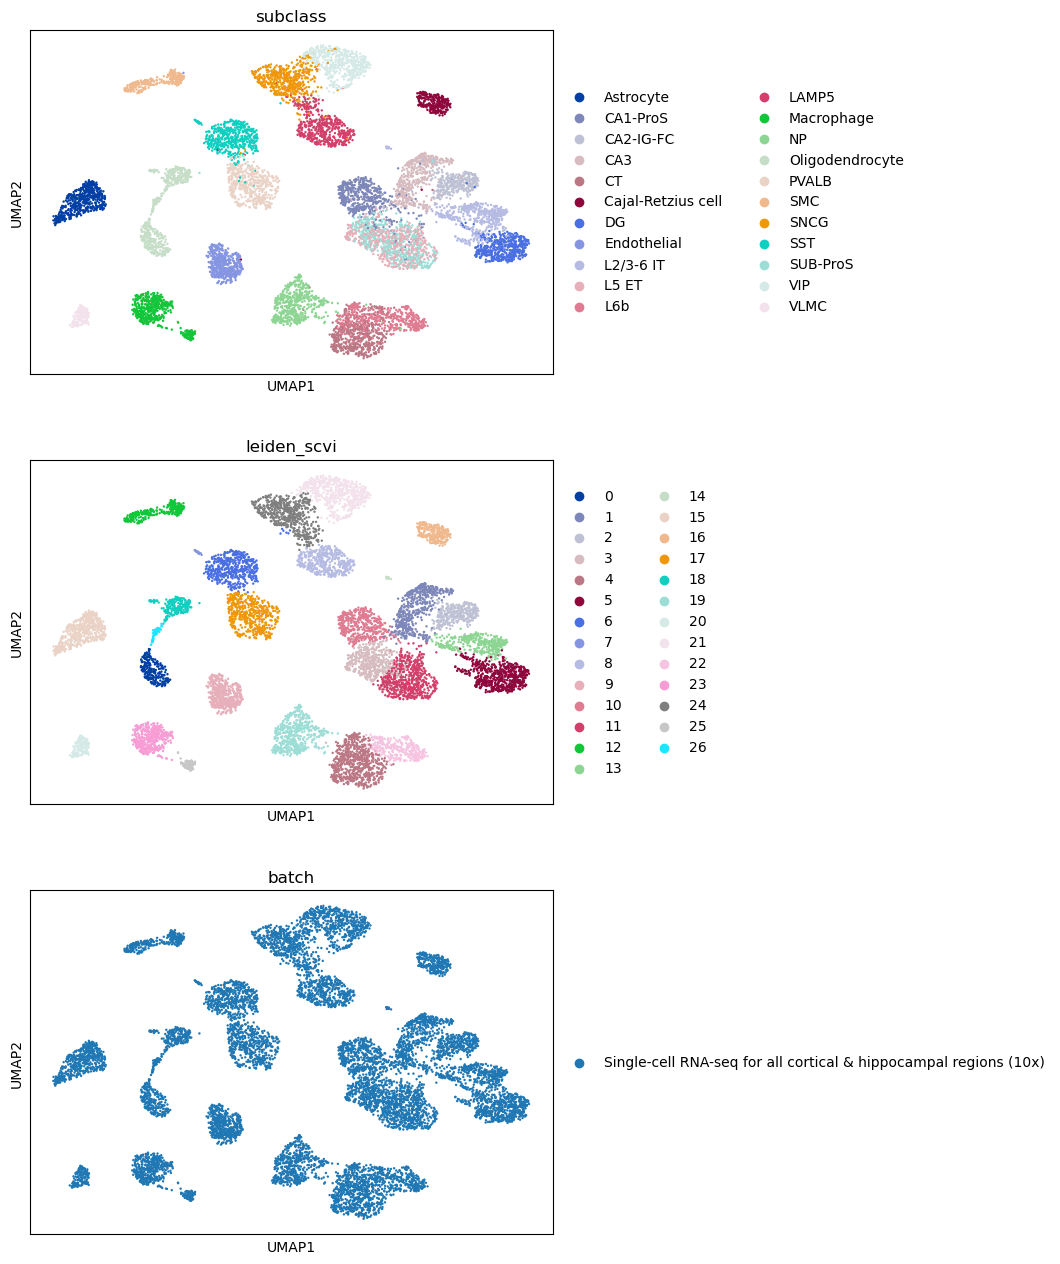 subclass
UMAP2
UMAP1
Astrocyte
CA1-ProS
CA2-IG-FC
CA3
CT
Cajal-Retzius cell
DG
Endothelial
L2/3-6 IT
L5 ET
L6b
LAMP5
Macrophage
NP
Oligodendrocyte
PVALB
SMC
SNCG
SST
SUB-ProS
VIP
VLMC
leiden_scvi
UMAP2
UMAP1
0
1
2
3
4
5
6
7
8
9
10
11
12
13
14
15
16
17
18
19
20
21
22
23
24
25
26
batch
UMAP2
UMAP1
Single-cell RNA-seq for all cortical & hippocampal regions (10x)